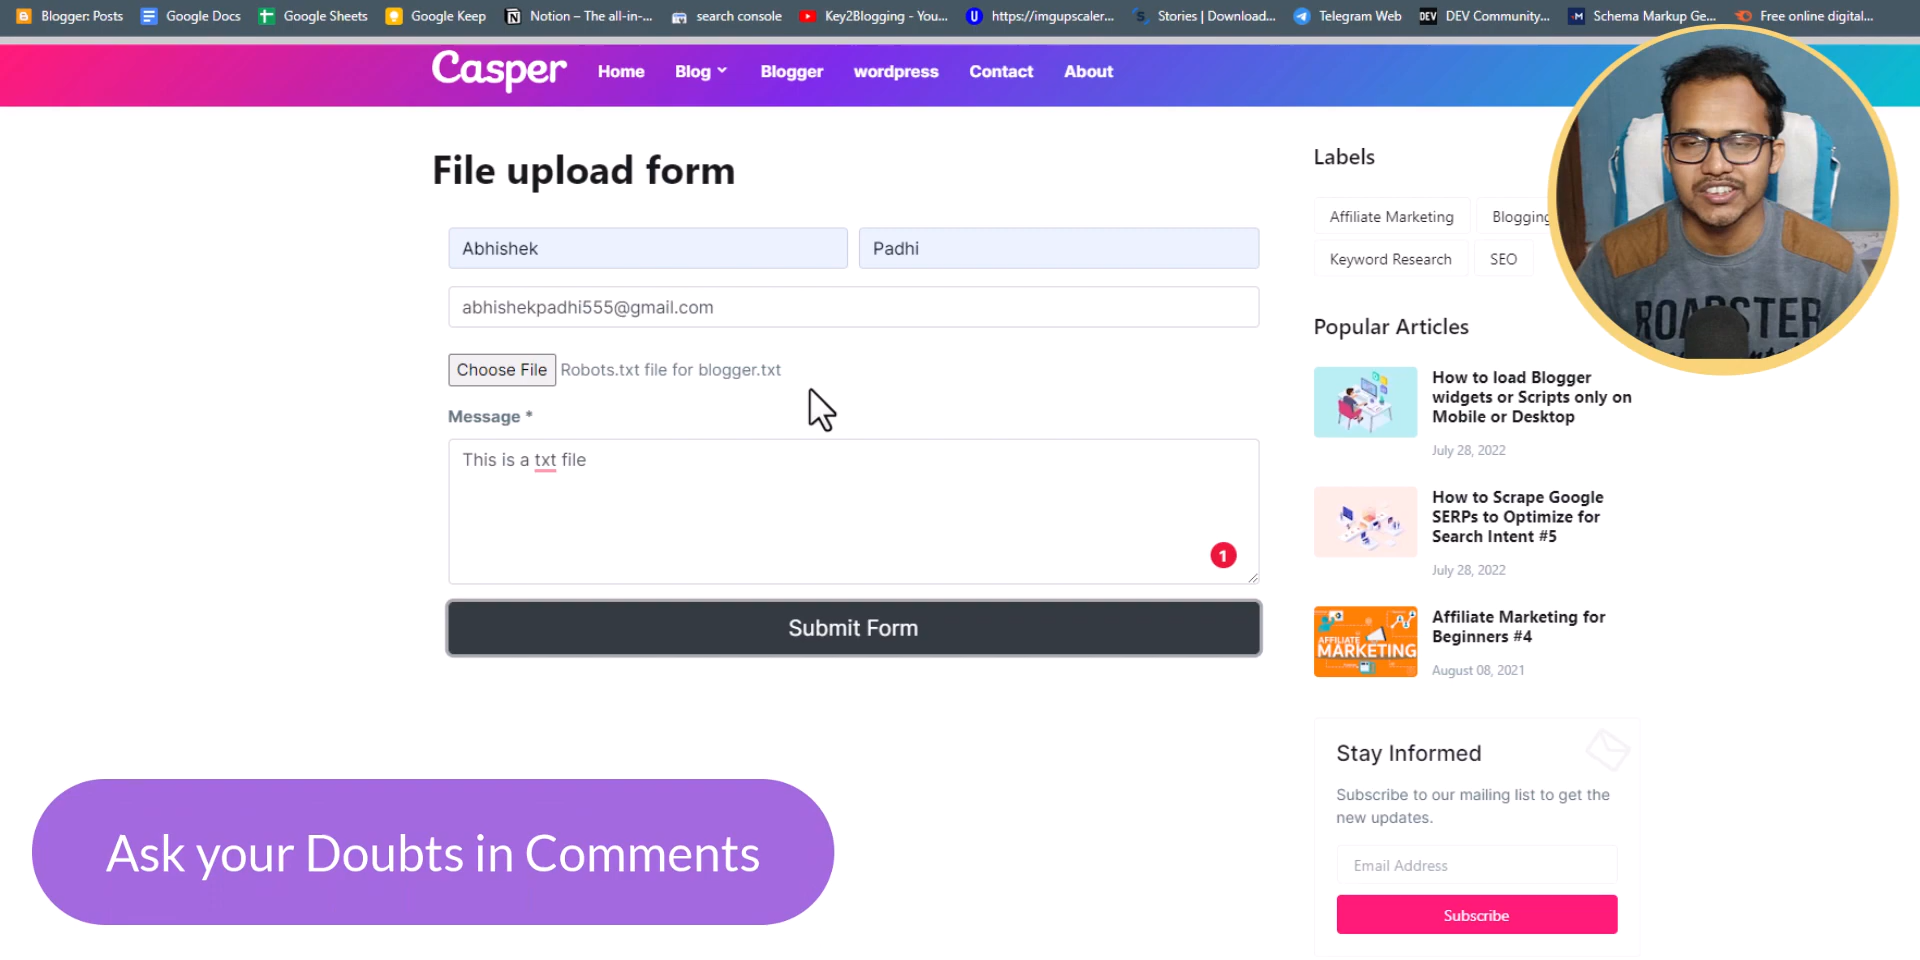 Blogger: Posts Google Docs Google Sheets Google Keep Notion – The all-in-... search console Key2Blogging - You... https://imgupscaler... Stories | Download... Telegram Web DEV DEV Community... Schema Markup Ge... Free online digital...
Casper Home Blog Blogger wordpress Contact About
File upload form
Abhishek Padhi
abhishekpadhi555@gmail.com
Choose File Robots.txt file for blogger.txt
Message *
This is a txt file
1
Submit Form
Labels
Affiliate Marketing Blogging
Keyword Research SEO
Popular Articles
How to load Blogger
widgets or Scripts only on
Mobile or Desktop
July 28, 2022
How to Scrape Google
SERPs to Optimize for
Search Intent #5
July 28, 2022
AFFILIATE
MARKETING
Affiliate Marketing for
Beginners #4
August 08, 2021
Stay Informed
Subscribe to our mailing list to get the
new updates.
Email Address
Subscribe
Ask your Doubts in Comments